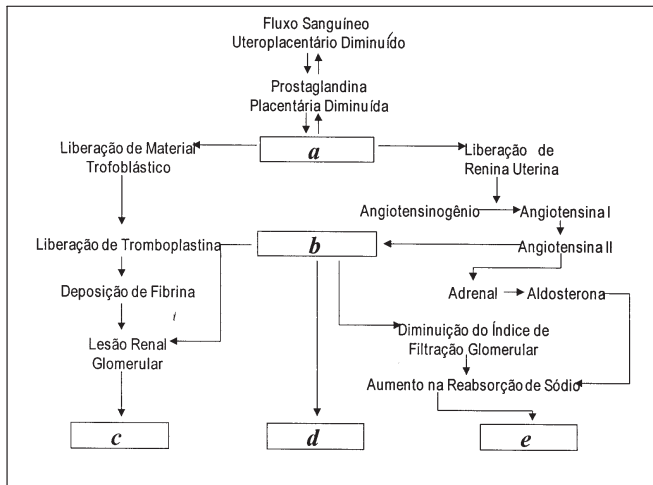 Fluxo Sanguíneo
Uteroplacentário Diminuído
Prostaglandina
Placentária Diminuída
a
Liberação de Material
Trofoblástico
Liberação de
Renina Uterina
Angiotensinogênio
Angiotensina I
Liberação de Tromboplastina
b
Angiotensina II
Deposição de Fibrina
Adrenal
Aldosterona
Lesão Renal
Glomerular
Diminuição do Índice de
Filtração Glomerular
Aumento na Reabsorção de Sódio
c
d
e